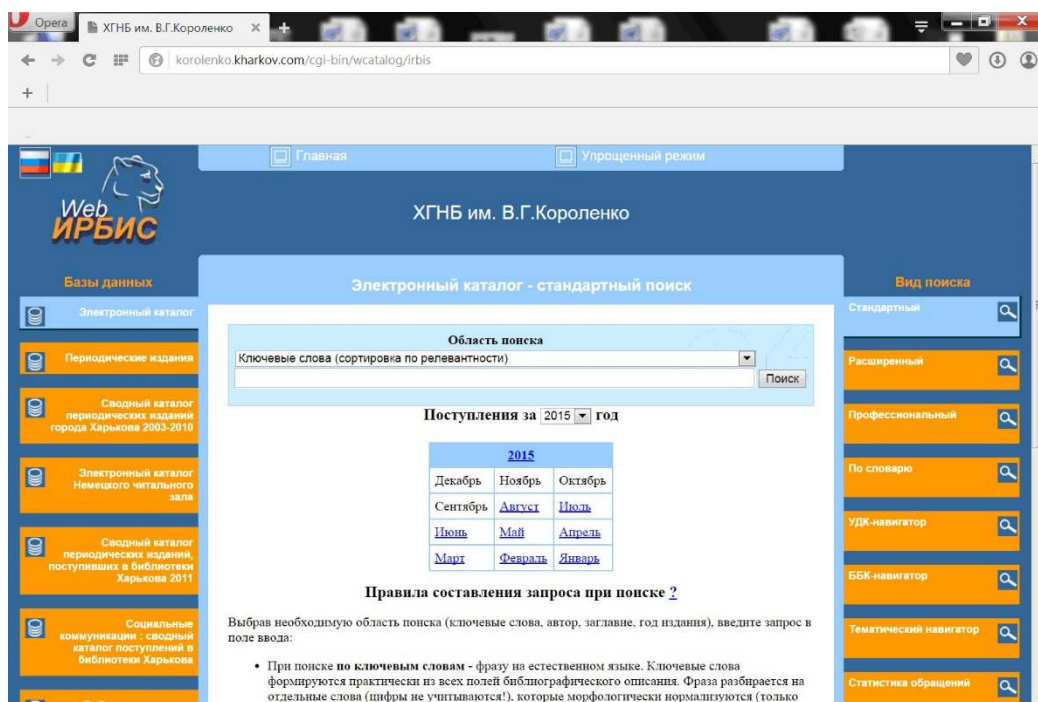 Opera
ХГНБ им. В.Г.Короленко
korolenko.kharkov.com/cgi-bin/wcatalog/irbis
Главная
Упрощенный режим
Web
ИРБИС
ХГНБ им. В.Г.Короленко
Базы данных
Электронный каталог
Периодические издания
Сводный каталог
периодических изданий
города Харькова 2003-2010
Электронный каталог
Немецкого читального
зала
Сводный каталог
периодических изданий,
поступивших в библиотеки
Харькова 2011
Социальные
коммуникации : сводный
каталог поступлений в
библиотеки Харькова
Электронный каталог - стандартный поиск
Область поиска
Ключевые слова (сортировка по релевантности)
Поиск
Поступления за 2015 год
2015
Декабрь Ноябрь Октябрь
Сентябрь Август Июль
Июнь Май Апрель
Март Февраль Январь
Правила составления запроса при поиске ?
Выбрав необходимую область поиска (ключевые слова, автор, заглавие, год издания), введите запрос в
поле ввода:
• При поиске по ключевым словам - фразу на естественном языке. Ключевые слова
формируются практически из всех полей библиографического описания. Фраза разбирается на
отдельные слова (цифры не учитываются!), которые морфологически нормализуются (только
Вид поиска
Стандартный
Расширенный
Профессиональный
По словарю
УДК-навигатор
ББК-навигатор
Тематический навигатор
Статистика обращений